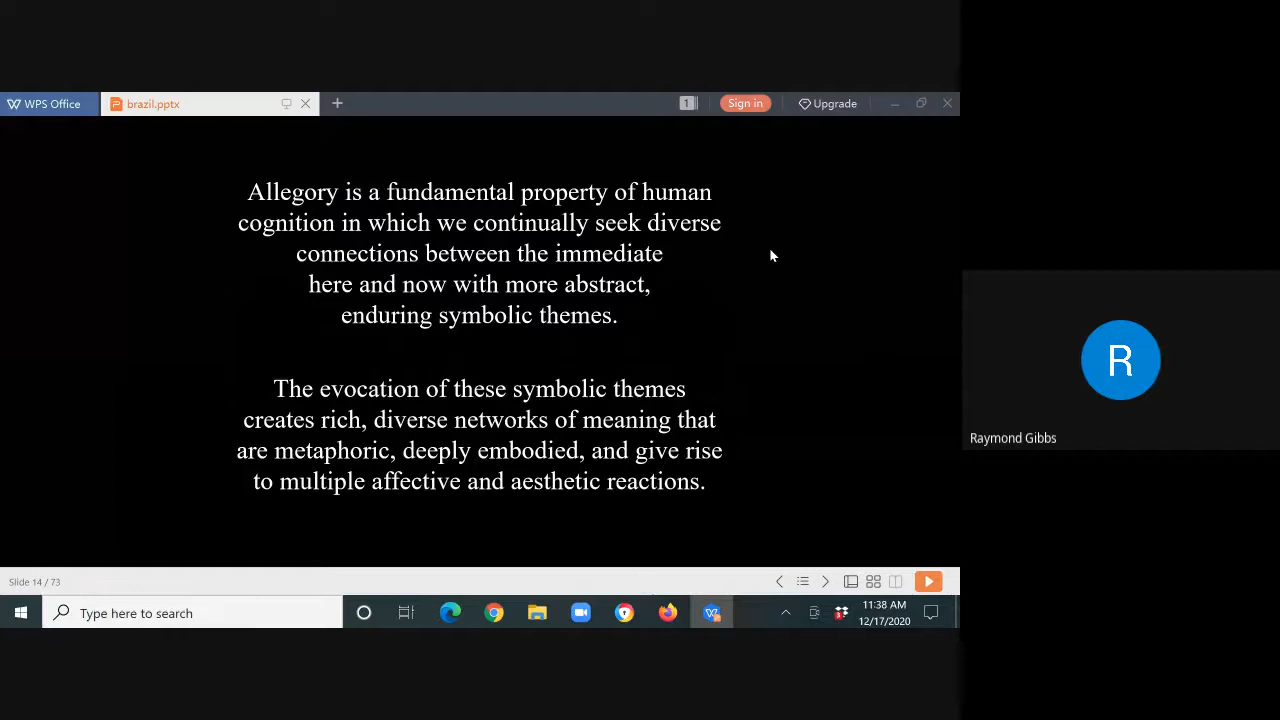 WPS Office
brazil.pptx
1
Sign in
Upgrade
Allegory is a fundamental property of human
cognition in which we continually seek diverse
connections between the immediate
here and now with more abstract,
enduring symbolic themes.
The evocation of these symbolic themes
creates rich, diverse networks of meaning that
are metaphoric, deeply embodied, and give rise
to multiple affective and aesthetic reactions.
R
Raymond Gibbs
Slide 14 / 73
Type here to search
11:38 AM
12/17/2020